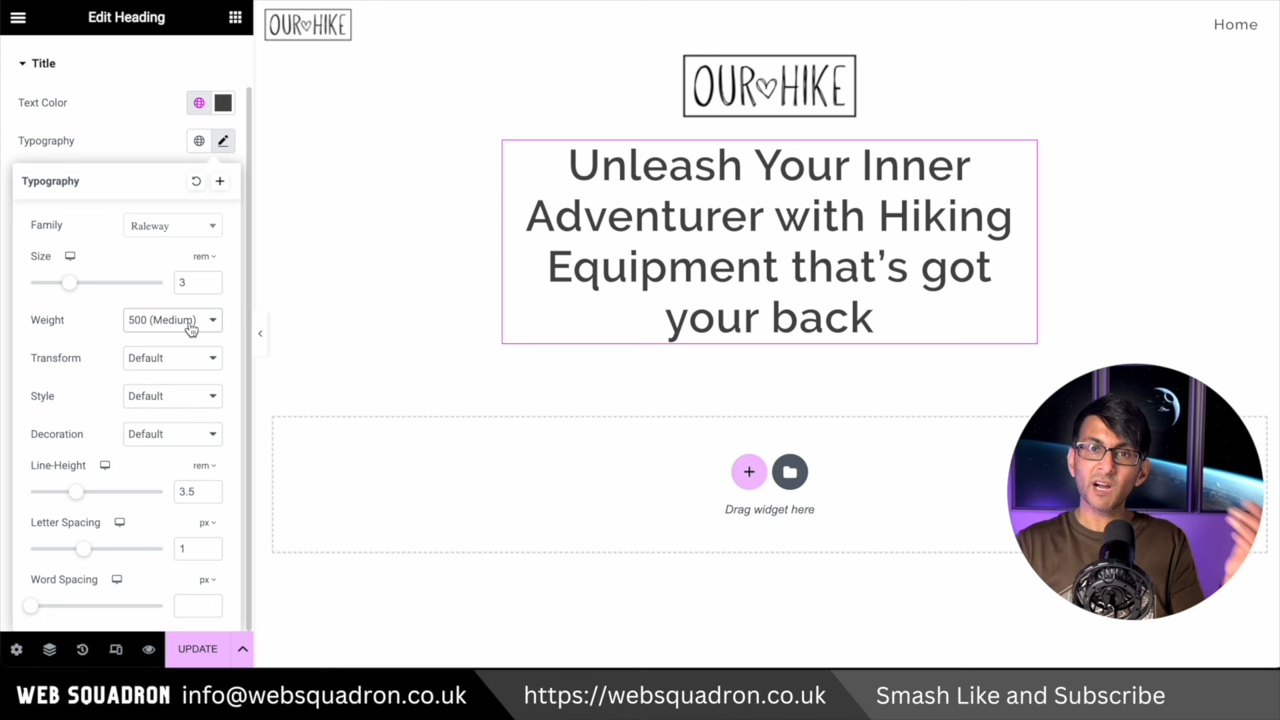 Edit Heading
OUR HIKE
Home
Title
Text Color
Typography
Typography
Family
Raleway
Size
rem
3
Weight
500 (Medium)
Transform
Default
Style
Default
Decoration
Default
Line-Height
rem
3.5
Letter Spacing
px
1
Word Spacing
px
UPDATE
OUR HIKE
Unleash Your Inner
Adventurer with Hiking
Equipment that’s got
your back
Drag widget here
WEB SQUADRON info@websquadron.co.uk
https://websquadron.co.uk
Smash Like and Subscribe